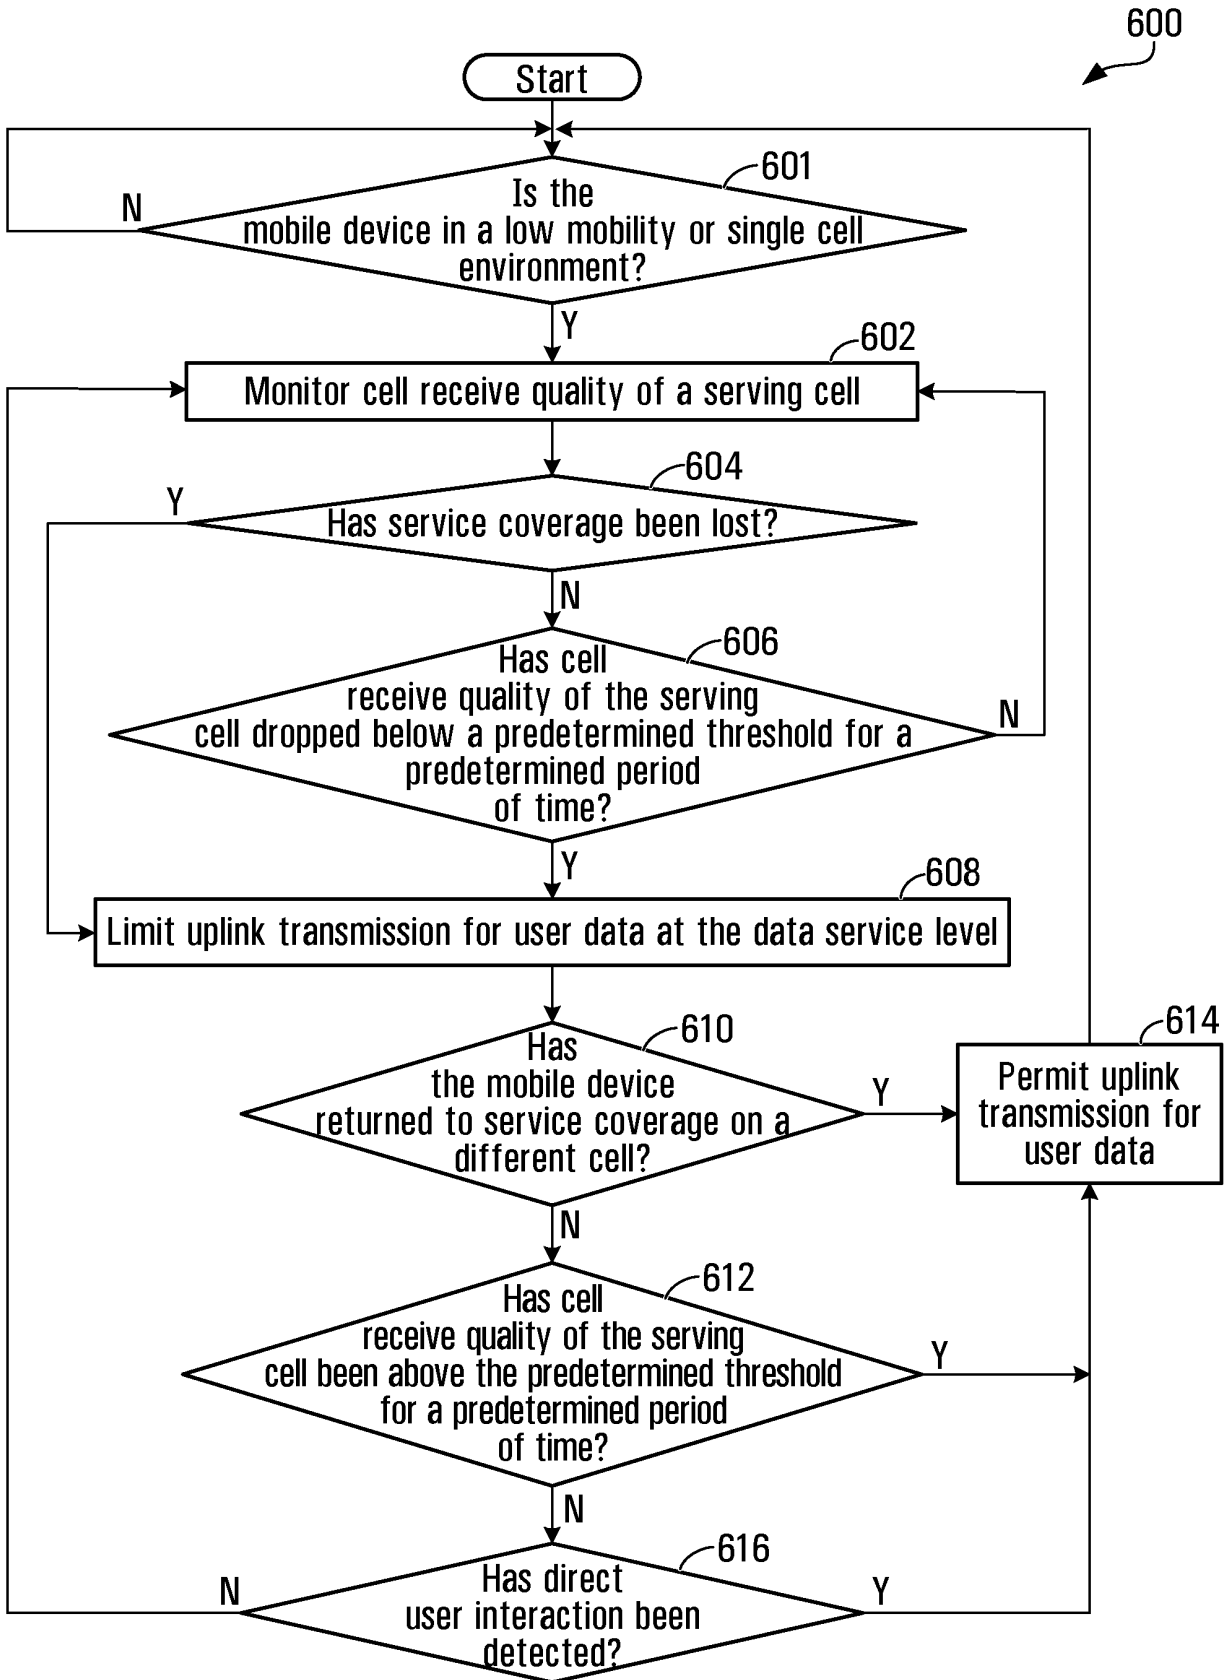 600
Start
601
Is the
mobile device in a low mobility or single cell
environment?
N
Y
602
Monitor cell receive quality of a serving cell
604
Y
Has service coverage been lost?
N
606
Has cell
receive quality of the serving
cell dropped below a predetermined threshold for a
predetermined period
of time?
N
Y
608
Limit uplink transmission for user data at the data service level
610
Has
the mobile device
returned to service coverage on a
different cell?
Y
N
614
Permit uplink
transmission for
user data
612
Has cell
receive quality of the serving
cell been above the predetermined threshold
for a predetermined period
of time?
Y
N
616
Has direct
user interaction been
detected?
N
Y